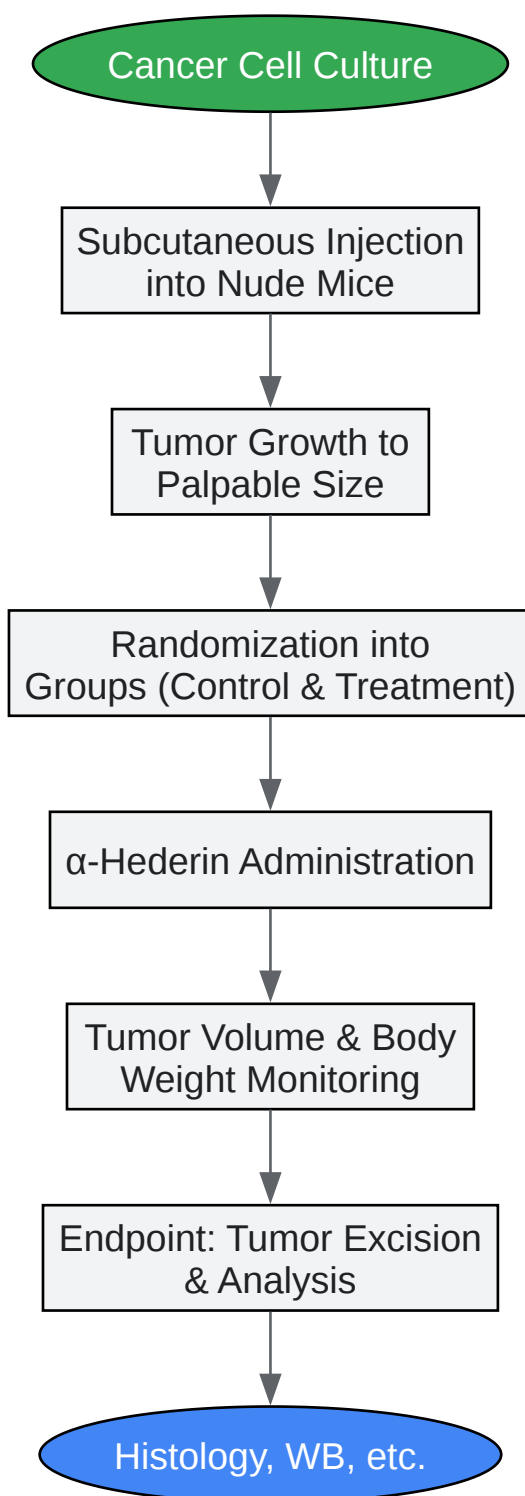 Cancer Cell Culture
Subcutaneous Injection
into Nude Mice
Tumor Growth to
Palpable Size
Randomization into
Groups (Control & Treatment)
α-Hederin Administration
Tumor Volume & Body
Weight Monitoring
Endpoint: Tumor Excision
& Analysis
Histology, WB, etc.